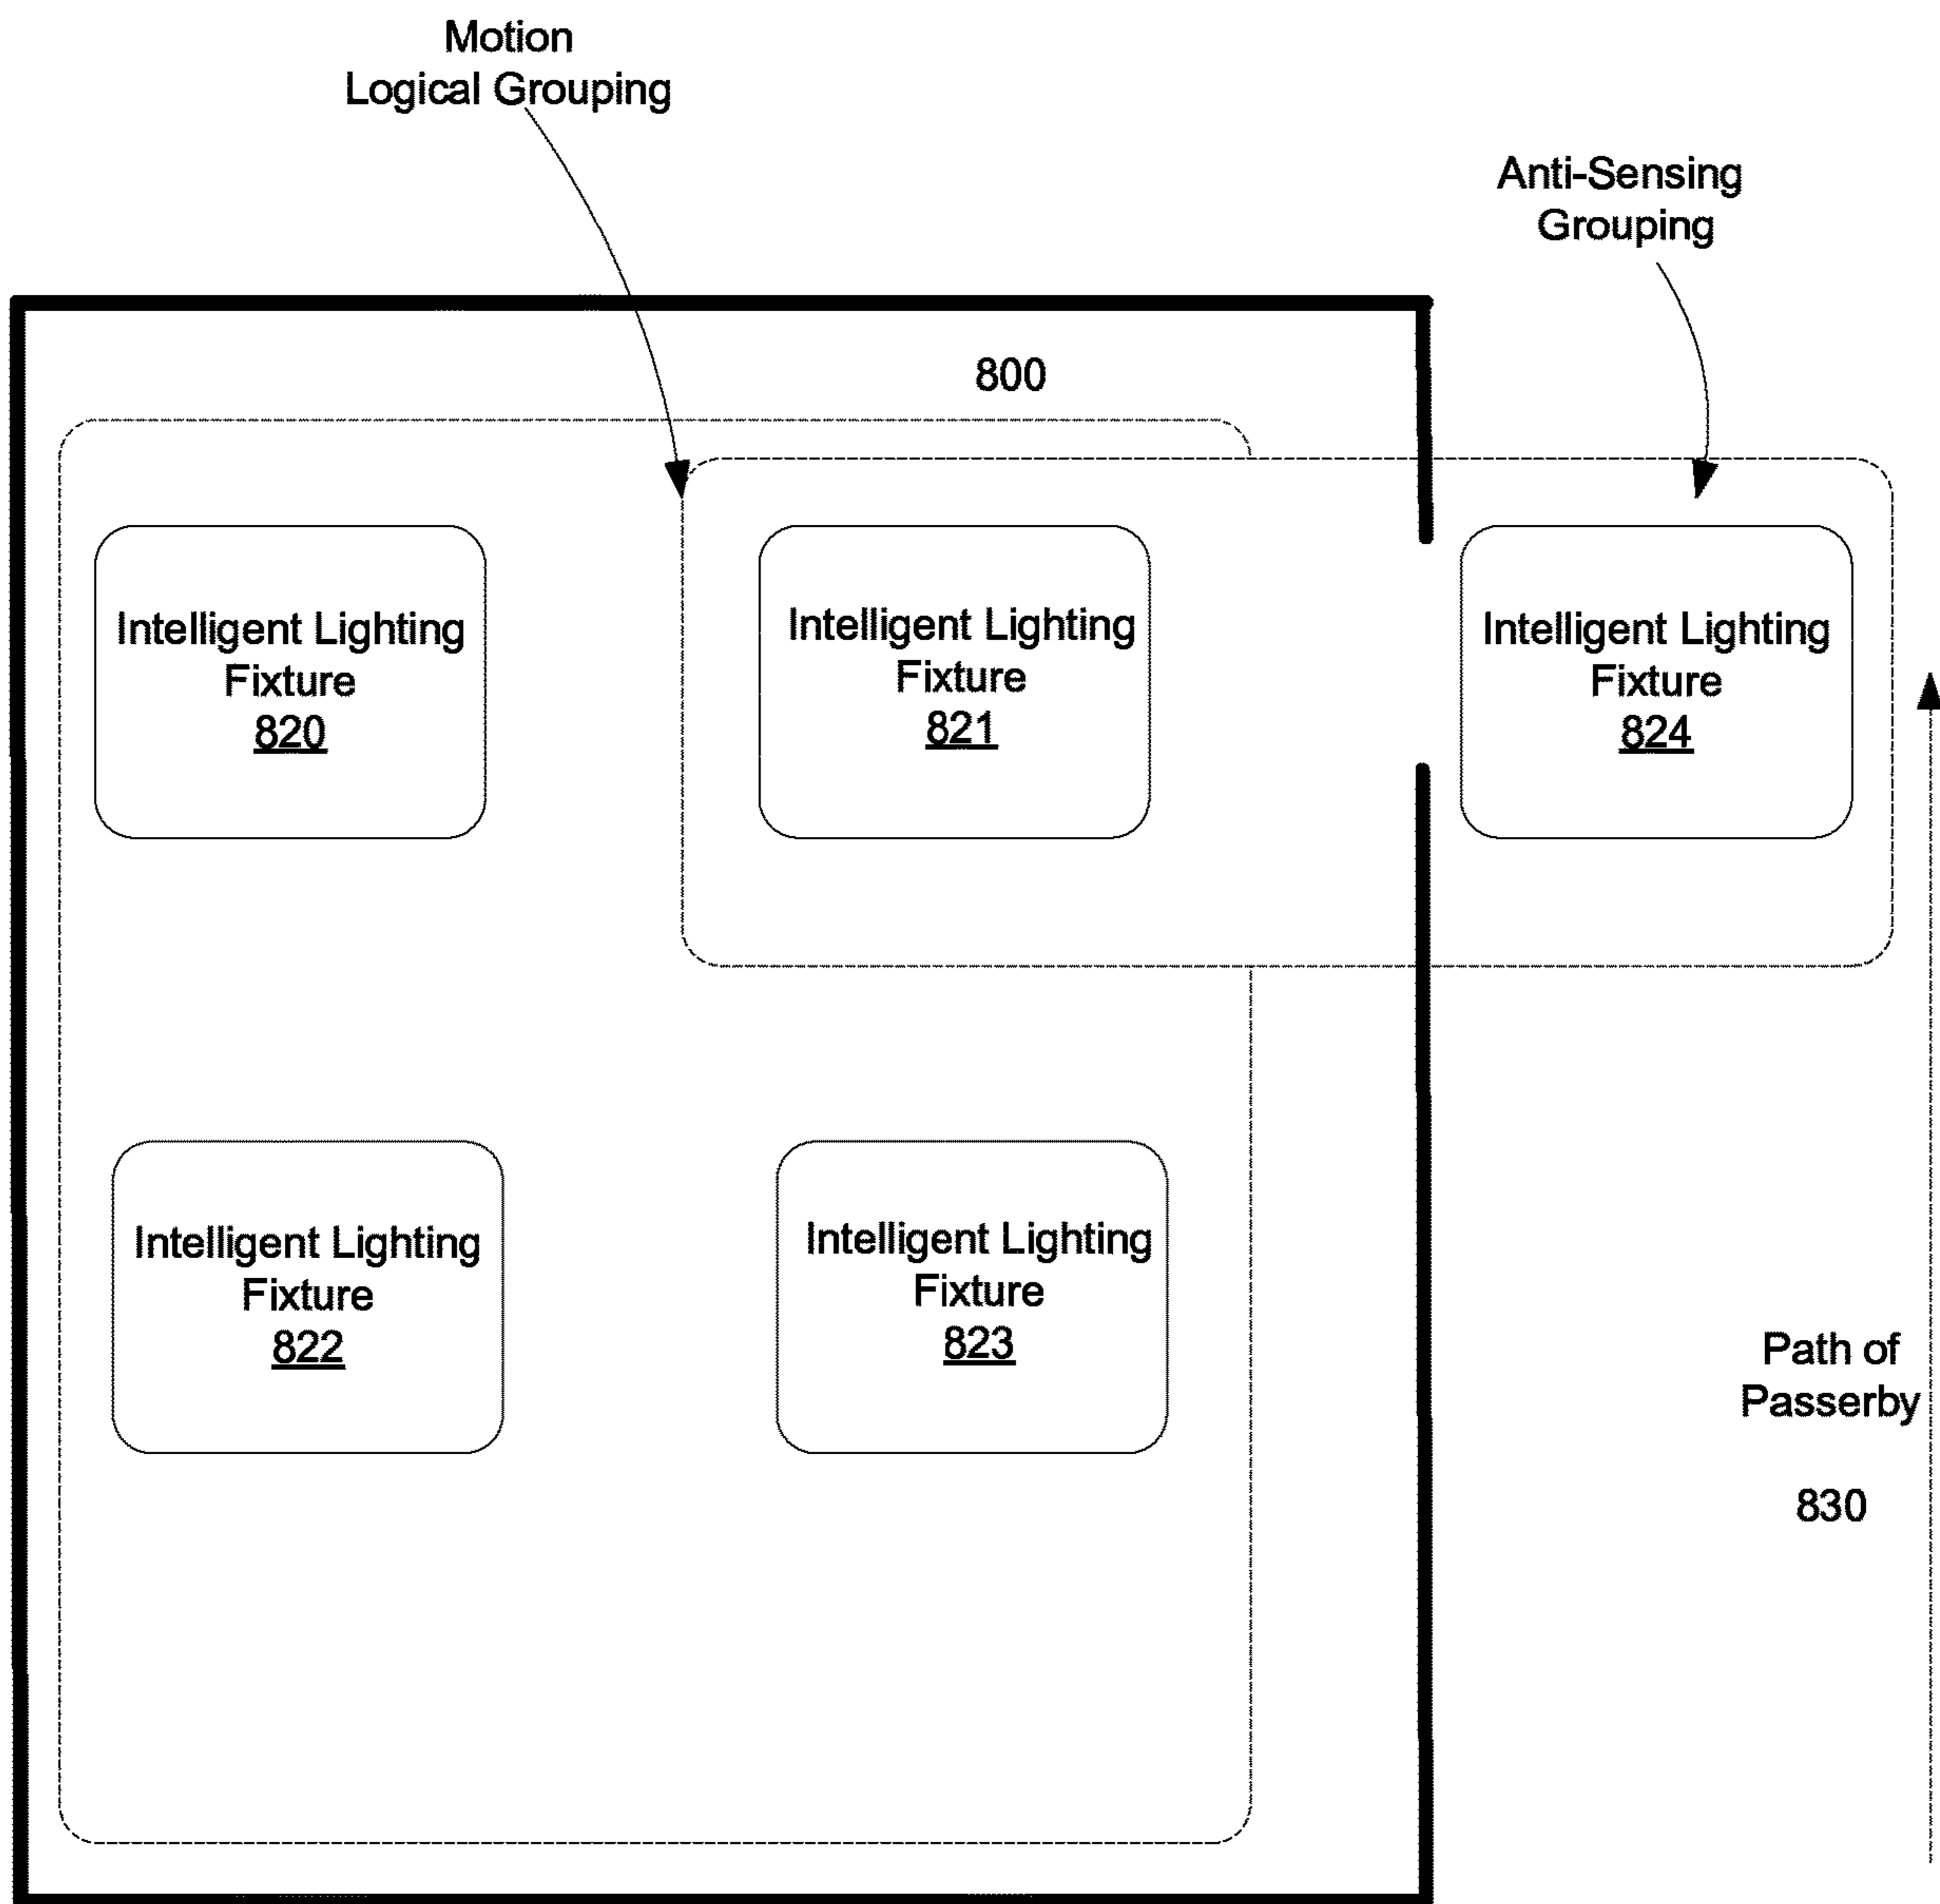 Motion
Logical Grouping
Anti-Sensing
Grouping
800
Intelligent Lighting
Fixture
820
Intelligent Lighting
Fixture
821
Intelligent Lighting
Fixture
824
Intelligent Lighting
Fixture
822
Intelligent Lighting
Fixture
823
Path of
Passerby
830